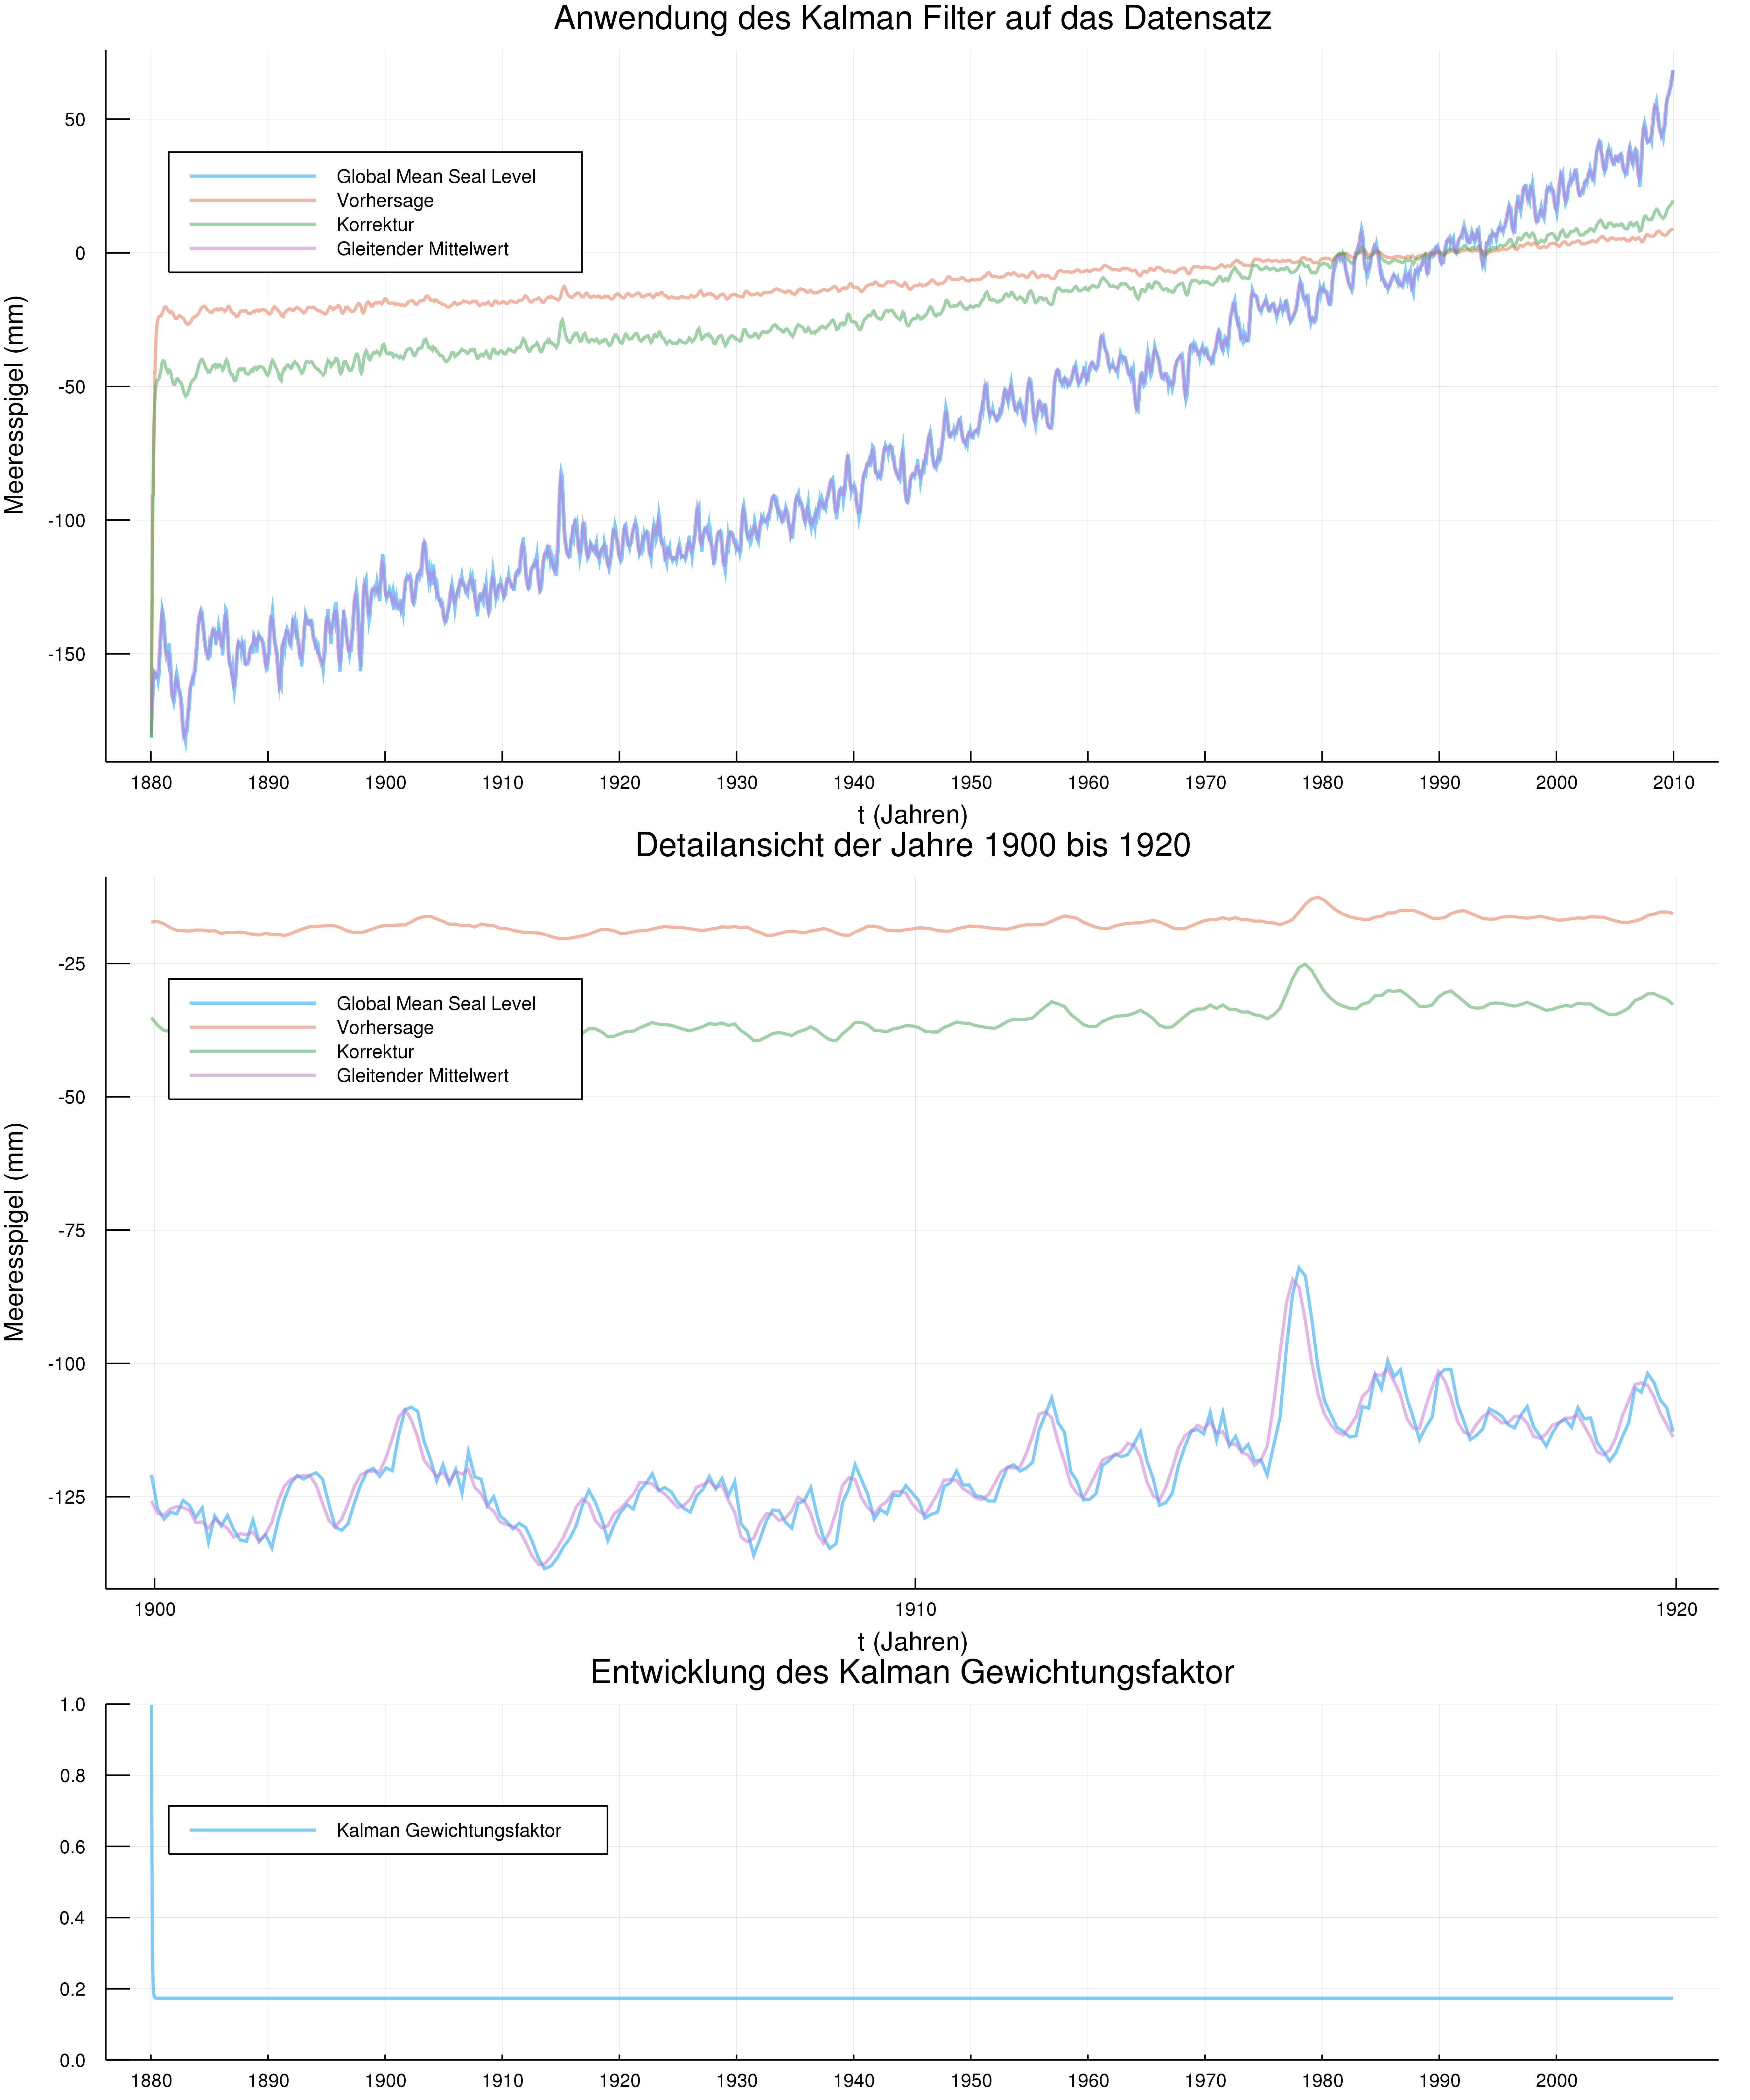 Anwendung des Kalman Filter auf das Datensatz
Meeresspigel (mm)
50
0
-50
-100
-150
Global Mean Seal Level
Vorhersage
Korrektur
Gleitender Mittelwert
1880 1890 1900 1910 1920 1930 1940 1950 1960 1970 1980 1990 2000 2010
t (Jahren)
Detailansicht der Jahre 1900 bis 1920
Meeresspigel (mm)
-25
-50
-75
-100
-125
Global Mean Seal Level
Vorhersage
Korrektur
Gleitender Mittelwert
1900 1910 1920
t (Jahren)
Entwicklung des Kalman Gewichtungsfaktor
1.0
0.8
0.6
0.4
0.2
0.0
Kalman Gewichtungsfaktor
1880 1890 1900 1910 1920 1930 1940 1950 1960 1970 1980 1990 2000